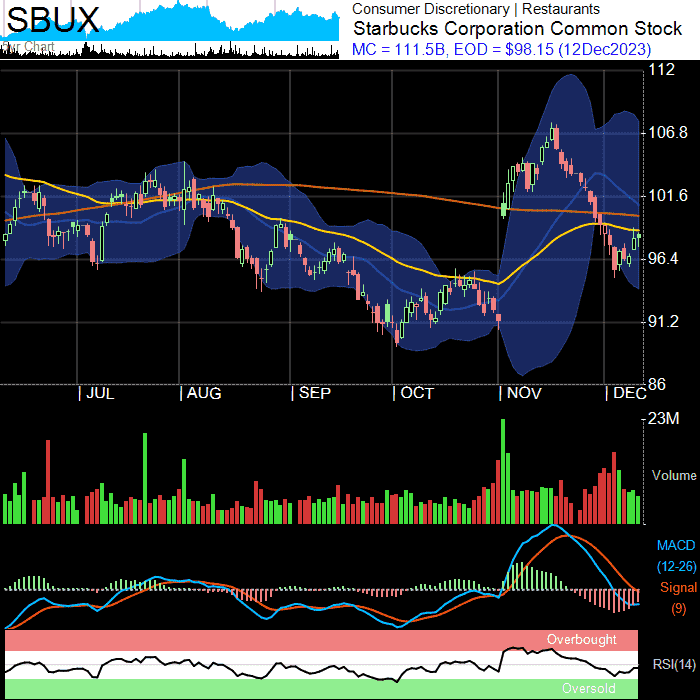 SBUX
Our Chart
Consumer Discretionary | Restaurants
Starbucks Corporation Common Stock
MC = 111.5B, EOD = $98.15 (12Dec2023)
112
106.8
101.6
96.4
91.2
86
JUL
AUG
SEP
OCT
NOV
DEC
23M
Volume
MACD
(12-26)
Signal
(9)
Overbought
RSI(14)
Oversold